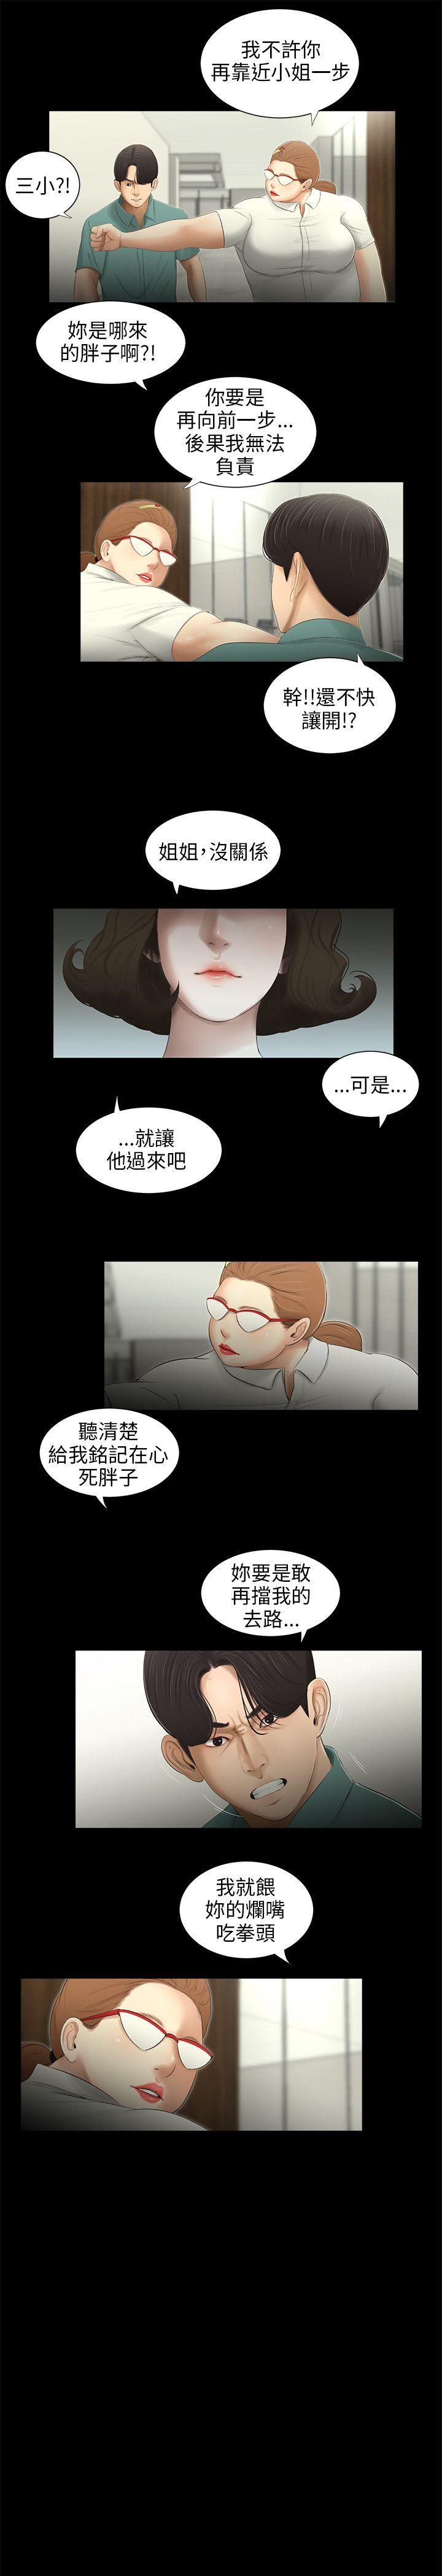 我不許你
再靠近小姐一步
三小?!
妳是哪來
的胖子啊?!
你要是
再向前一步...
後果我無法
負責
幹!!還不快
讓開!?
姐姐,沒關係
...可是...
...就讓
他過來吧
聽清楚
給我銘記在心
死胖子
妳要是敢
再擋我的
去路...
我就餵
妳的爛嘴
吃拳頭